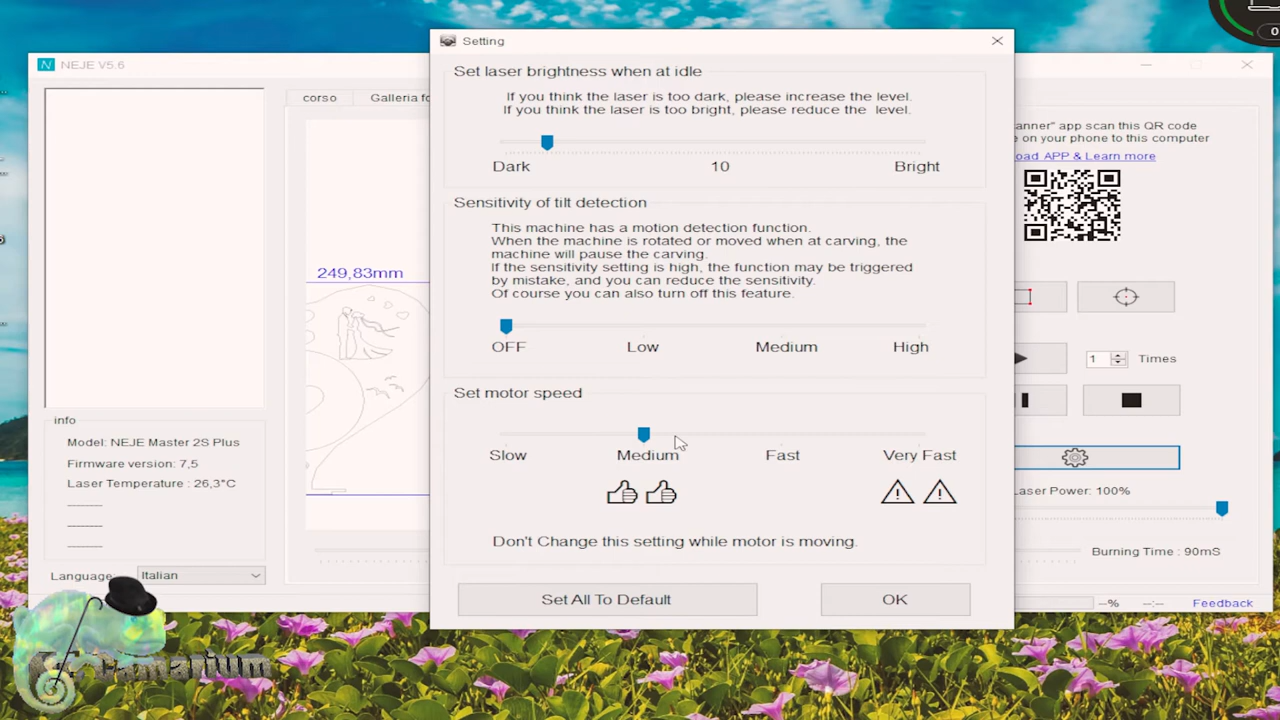 Setting
NEJE V5.6
Set laser brightness when at idle
If you think the laser is too dark, please increase the level.
If you think the laser is too bright, please reduce the level.
Dark 10 Bright
Sensitivity of tilt detection
This machine has a motion detection function.
When the machine is rotated or moved when at carving, the
machine will pause the carving.
If the sensitivity setting is high, the function may be triggered
by mistake, and you can reduce the sensitivity.
Of course you can also turn off this feature.
OFF Low Medium High
Set motor speed
Slow Medium Fast Very Fast
Don't Change this setting while motor is moving.
Set All To Default OK
corso Galleria fo
249,83mm
info
Model: NEJE Master 2S Plus
Firmware version: 7,5
Laser Temperature : 26,3°C
Language: Italian
anner" app scan this QR code
e on your phone to this computer
oad APP & Learn more
1 Times
Laser Power: 100%
Burning Time : 90mS
--% --:-- Feedback